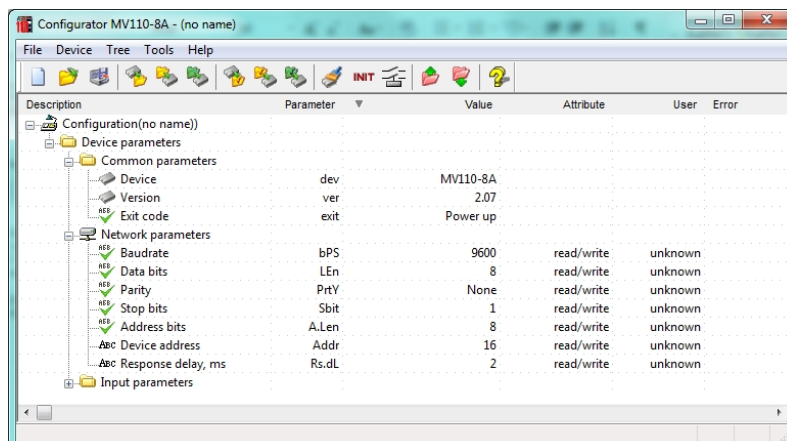 Configurator MV110-8A - (no name)
File Device Tree Tools Help
INIT
Description Parameter Value Attribute User Error
Configuration(no name))
Device parameters
Common parameters
Device dev MV110-8A
Version ver 2.07
Exit code exit Power up
Network parameters
Baudrate bPS 9600 read/write unknown
Data bits LEn 8 read/write unknown
Parity PrtY None read/write unknown
Stop bits Sbit 1 read/write unknown
Address bits A.Len 8 read/write unknown
ABC Device address Addr 16 read/write unknown
ABC Response delay, ms Rs.dL 2 read/write unknown
Input parameters